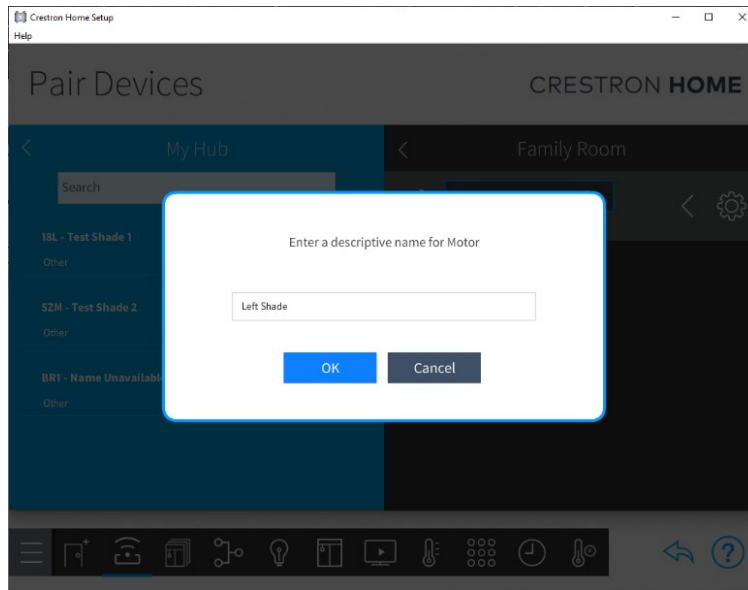 Crestron Home Setup
Help
Pair Devices
CRESTRON HOME
My Hub
Family Room
Search
18L - Test Shade 1
Other
5ZM - Test Shade 2
Other
BR1 - Name Unavailabl
Other
Enter a descriptive name for Motor
Left Shade
OK Cancel
?